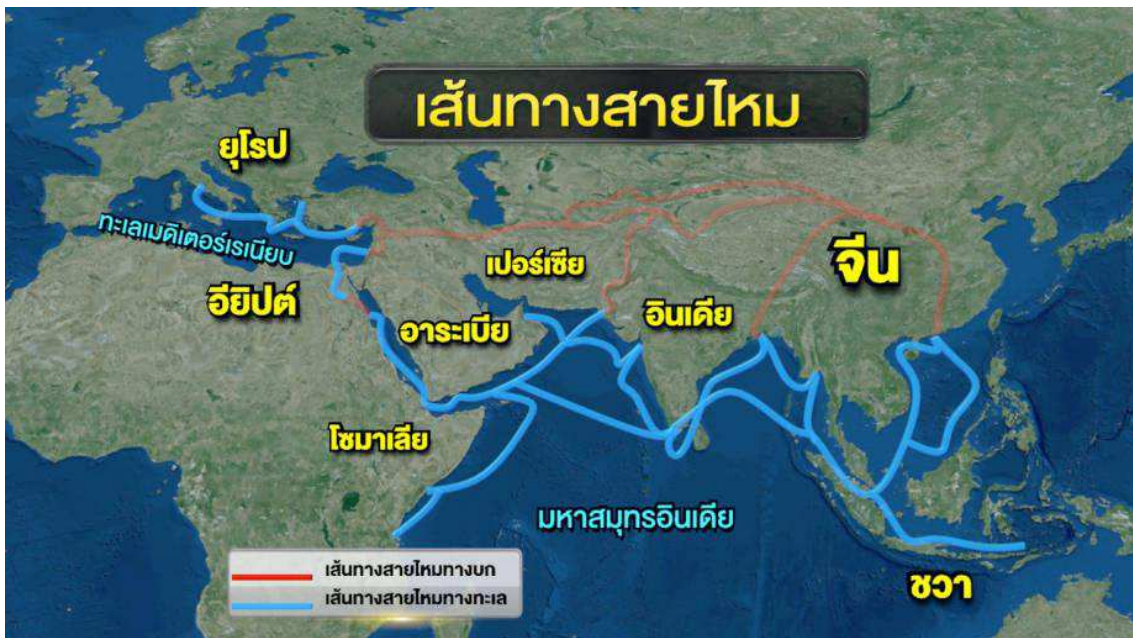 เส้นทางสายไหม
ยุโรป
ทะเลเมดิเตอร์เรเนียน
เปอร์เซีย
จีน
อียิปต์
อาระเบีย
อินเดีย
โซมาเลีย
มหาสมุทรอินเดีย
เส้นทางสายไหมทางบก
เส้นทางสายไหมทางทะเล
ชวา